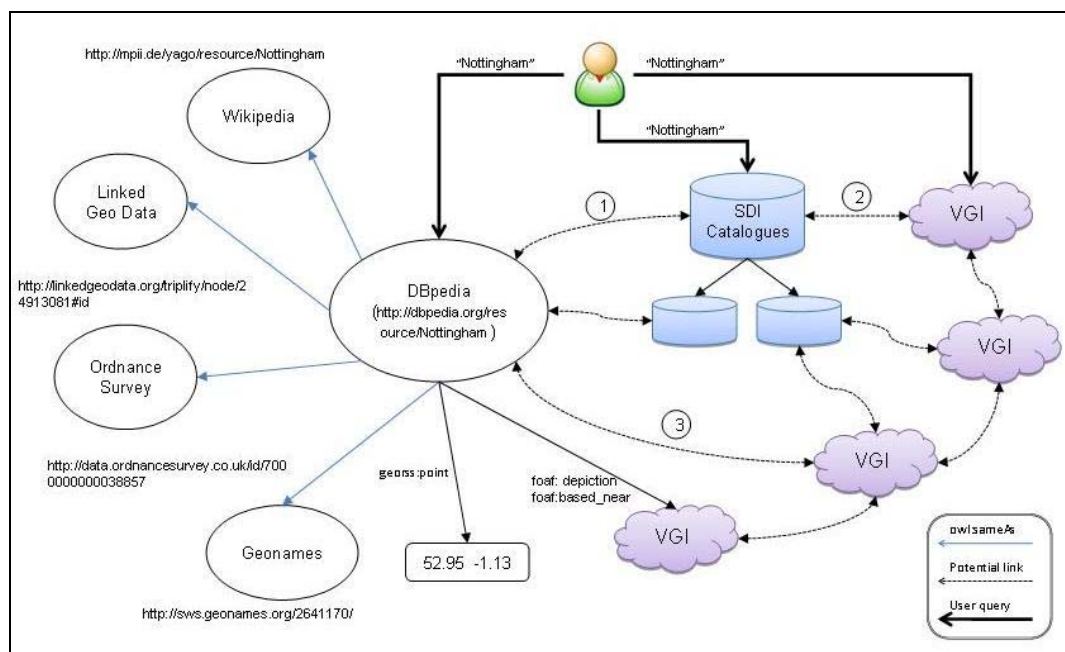 http://mpii.de/yago/resource/Nottingham
"Nottingham"
"Nottingham"
"Nottingham"
Wikipedia
Linked
Geo Data
http://linkedgeodata.org/triplify/node/2
4913081#id
1
SDI
Catalogues
2
VGI
DBpedia
(http://dbpedia.org/res
ource/Nottingham )
VGI
Ordnance
Survey
http://data.ordnancesurvey.co.uk/id/700
0000000038857
3
VGI
georss:point
foaf: depiction
foaf:based_near
VGI
Geonames
52.95 -1.13
http://sws.geonames.org/2641170/
owl:sameAs
Potential link
User query